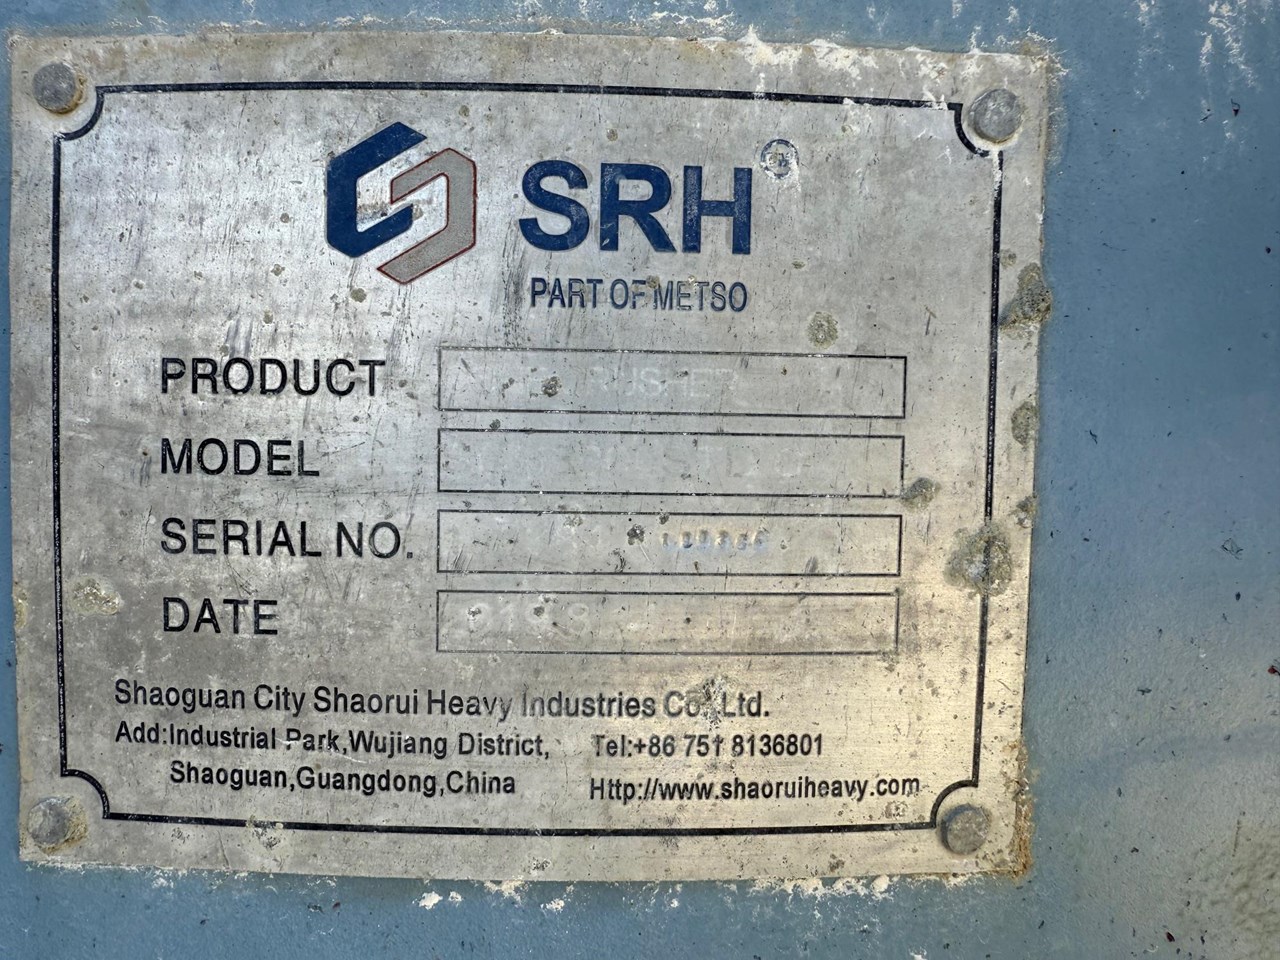 SRH®
PART OF METSO
PRODUCT CRUSHER
MODEL
SERIAL NO.
DATE
Shaoguan City Shaorui Heavy Industries Co., Ltd.
Add:Industrial Park,Wujiang District, Tel:+86 751 8136801
Shaoguan,Guangdong,China Http://www.shaoruiheavy.com